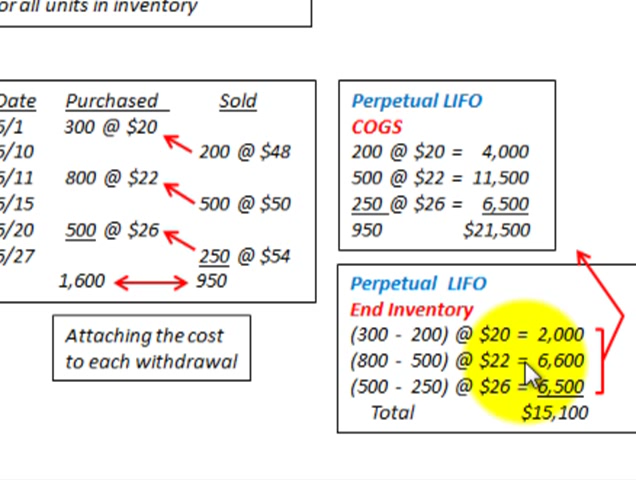 or all units in inventory
Date Purchased Sold
5/1 300 @ $20
5/10 200 @ $48
5/11 800 @ $22
5/15 500 @ $50
5/20 500 @ $26
5/27 250 @ $54
1,600 950
Attaching the cost
to each withdrawal
Perpetual LIFO
COGS
200 @ $20 = 4,000
500 @ $22 = 11,500
250 @ $26 = 6,500
950 $21,500
Perpetual LIFO
End Inventory
(300 - 200) @ $20 = 2,000
(800 - 500) @ $22 = 6,600
(500 - 250) @ $26 = 6,500
Total $15,100